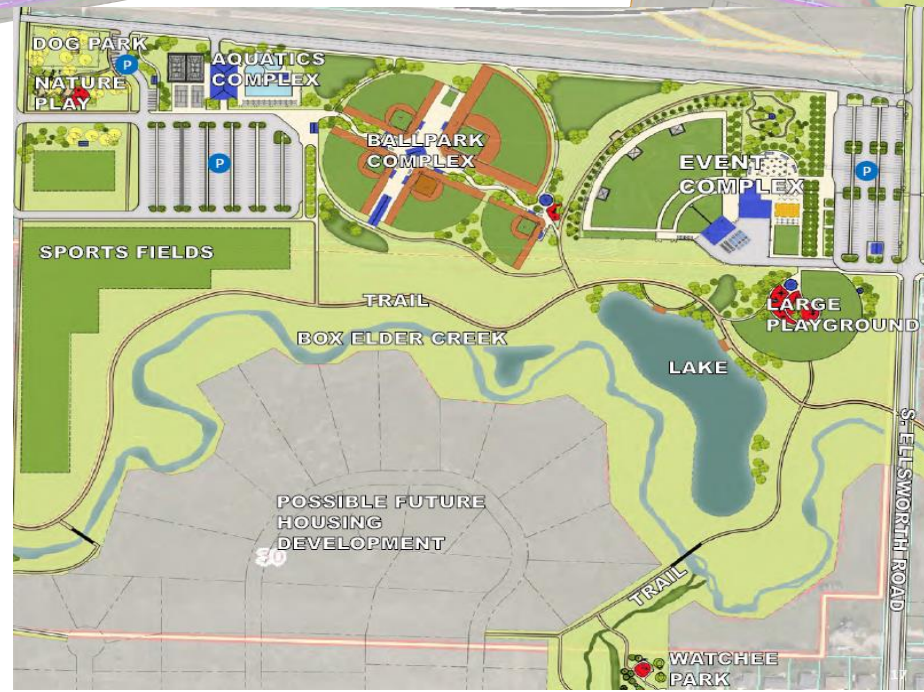 DOG PARK
P
NATURE
PLAY
AQUATICS
COMPLEX
P
BALLPARK
COMPLEX
EVENT
COMPLEX
P
SPORTS FIELDS
TRAIL
BOX ELDER CREEK
LARGE
PLAYGROUND
LAKE
S. ELLSWORTH ROAD
POSSIBLE FUTURE
HOUSING
DEVELOPMENT
TRAIL
WATCHEE
PARK
17